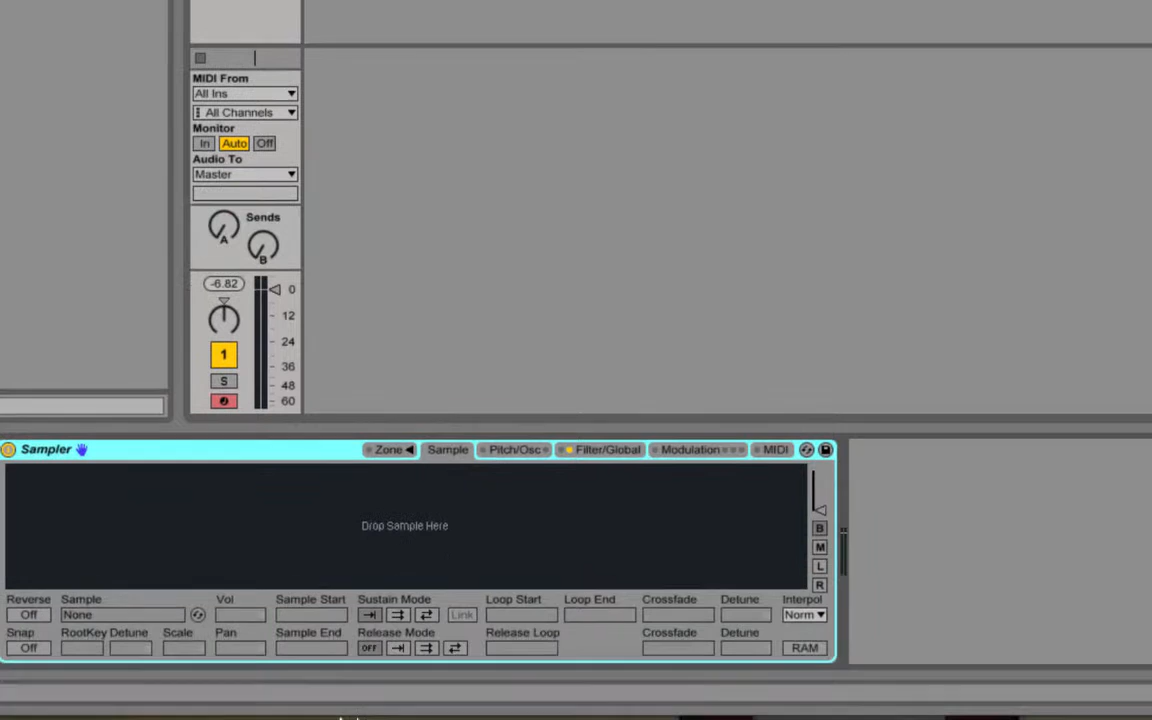 MIDI From
All Ins
All Channels
Monitor
In Auto Off
Audio To
Master
Sends
A
B
-6.82
0
12
24
36
48
60
1
S
Sampler Zone Sample Pitch/Osc Filter/Global Modulation MIDI
Drop Sample Here
B
M
L
R
Reverse Sample Vol Sample Start Sustain Mode Loop Start Loop End Crossfade Detune Interpol
Off None Link Norm
Snap RootKey Detune Scale Pan Sample End Release Mode Release Loop Crossfade Detune
Off OFF RAM